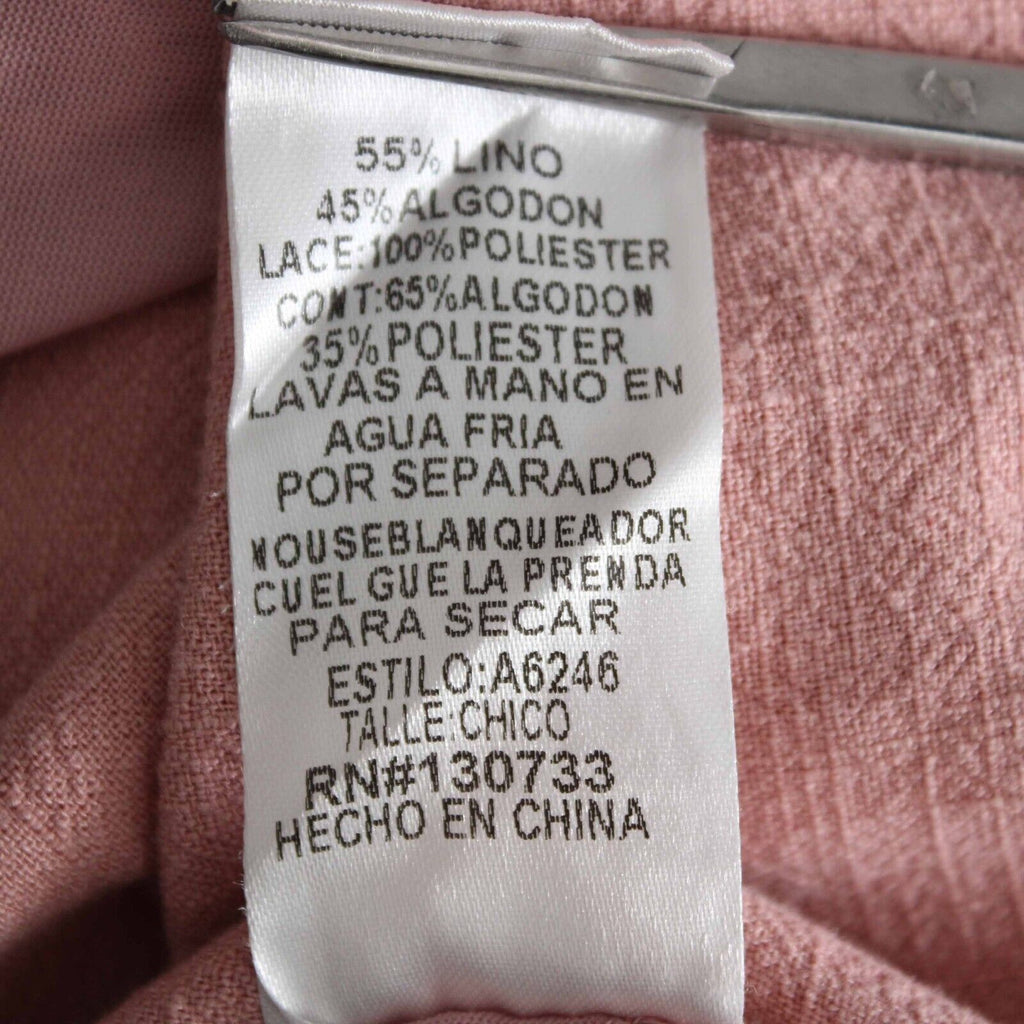 55% LINO
45% ALGODON
LACE:100%POLIESTER
CONT:65%ALGODON
35%POLIESTER
LAVAS A MANO EN
AGUA FRIA
POR SEPARADO
NOUSEBLANQUEADOR
CUEL GUE LA PRENDA
PARA SECAR
ESTILO:A6246
TALLE:CHICO
RN#130733
HECHO EN CHINA